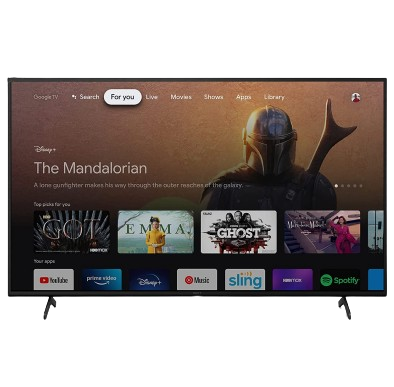 Google TV
Search
For you
Live
Movies
Shows
Apps
Library
Disney+
The Mandalorian
A lone gunfighter makes his way through the outer reaches of the galaxy.
Top picks for you
GOT
HBOMAX
EMMA.
GHOST
Your apps
YouTube
prime video
Disney+
Music
sling
HBOMAX
Spotify